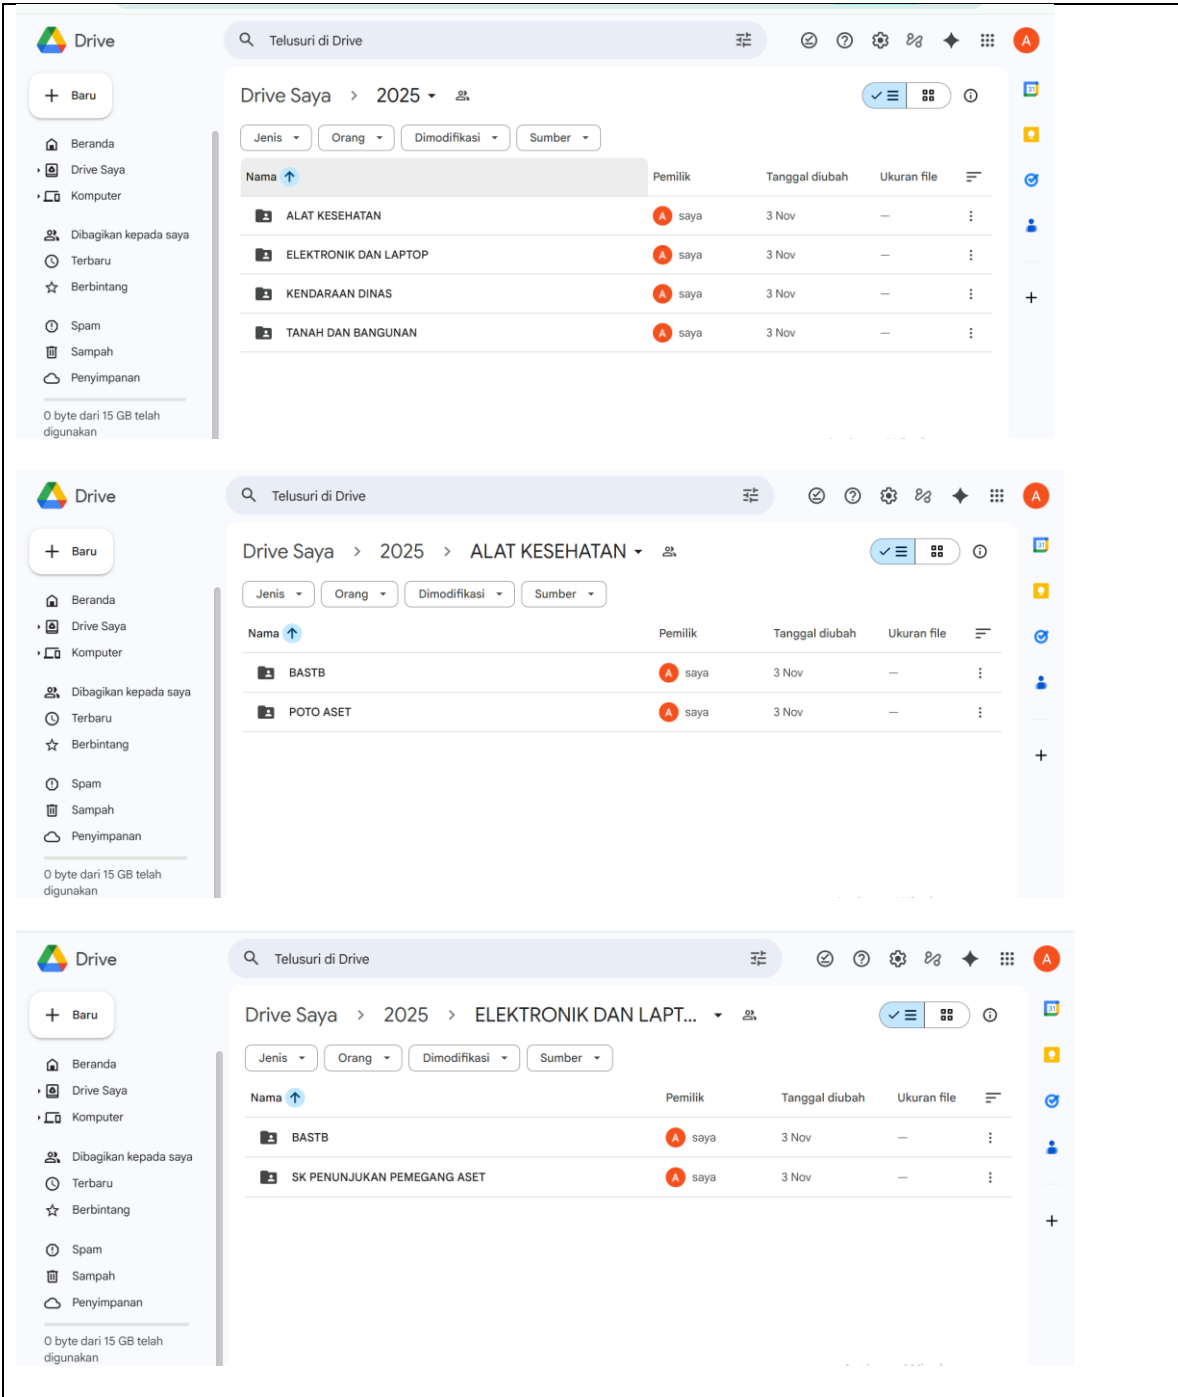 Drive
Telusuri di Drive
A
Baru
Drive Saya > 2025
Jenis Orang Dimodifikasi Sumber
Beranda
Drive Saya
Komputer
Dibagikan kepada saya
Terbaru
Berbintang
Spam
Sampah
Penyimpanan
0 byte dari 15 GB telah
digunakan
Nama Pemilik Tanggal diubah Ukuran file
ALAT KESEHATAN A saya 3 Nov —
ELEKTRONIK DAN LAPTOP A saya 3 Nov —
KENDARAAN DINAS A saya 3 Nov —
TANAH DAN BANGUNAN A saya 3 Nov —
31
Drive
Telusuri di Drive
A
Baru
Drive Saya > 2025 > ALAT KESEHATAN
Jenis Orang Dimodifikasi Sumber
Beranda
Drive Saya
Komputer
Dibagikan kepada saya
Terbaru
Berbintang
Spam
Sampah
Penyimpanan
0 byte dari 15 GB telah
digunakan
Nama Pemilik Tanggal diubah Ukuran file
BASTB A saya 3 Nov —
POTO ASET A saya 3 Nov —
31
Drive
Telusuri di Drive
A
Baru
Drive Saya > 2025 > ELEKTRONIK DAN LAPT...
Jenis Orang Dimodifikasi Sumber
Beranda
Drive Saya
Komputer
Dibagikan kepada saya
Terbaru
Berbintang
Spam
Sampah
Penyimpanan
0 byte dari 15 GB telah
digunakan
Nama Pemilik Tanggal diubah Ukuran file
BASTB A saya 3 Nov —
SK PENUNJUKAN PEMEGANG ASET A saya 3 Nov —
31